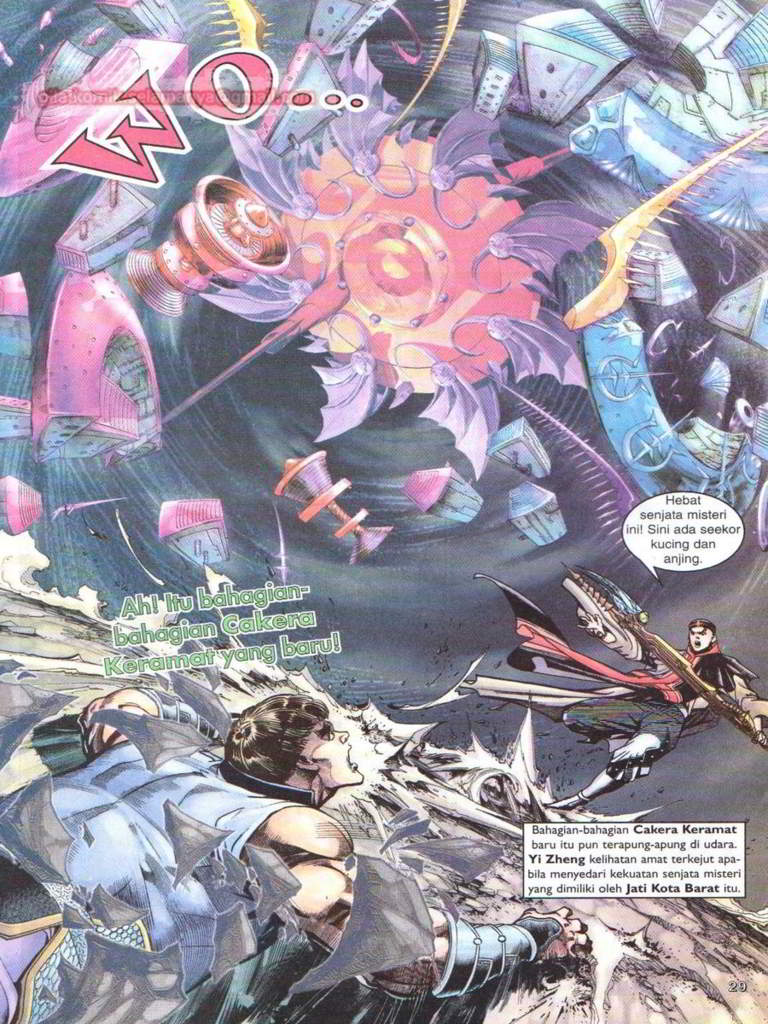 WO...
Hebat
senjata misteri
ini! Sini ada seekor
kucing dan
anjing.
Ah! Itu bahagian-
bahagian Cakera
Keramat yang baru!
Bahagian-bahagian Cakera Keramat
baru itu pun terapung-apung di udara.
Yi Zheng kelihatan amat terkejut apa-
bila menyedari kekuatan senjata misteri
yang dimiliki oleh Jati Kota Barat itu.
29